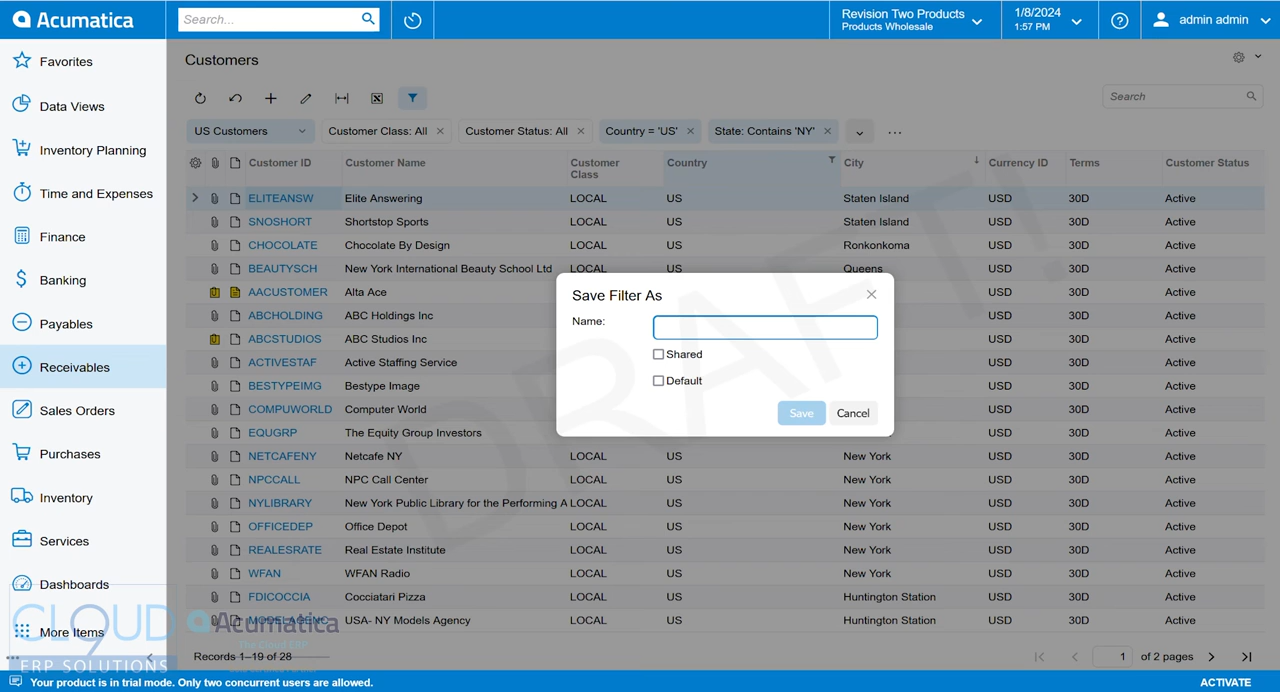 Acumatica
Search...
Revision Two Products
Products Wholesale
1/8/2024
1:57 PM
admin admin
Favorites
Data Views
Inventory Planning
Time and Expenses
Finance
Banking
Payables
Receivables
Sales Orders
Purchases
Inventory
Services
Dashboards
More Items
Customers
Search
US Customers
Customer Class: All
Customer Status: All
Country = 'US'
State: Contains 'NY'
Customer ID Customer Name Customer Class Country City Currency ID Terms Customer Status
ELITEANSW Elite Answering LOCAL US Staten Island USD 30D Active
SNOSHORT Shortstop Sports LOCAL US Staten Island USD 30D Active
CHOCOLATE Chocolate By Design LOCAL US Ronkonkoma USD 30D Active
BEAUTYSCH New York International Beauty School Ltd LOCAL US Queens USD 30D Active
AACUSTOMER Alta Ace USD 30D Active
ABCHOLDING ABC Holdings Inc USD 30D Active
ABCSTUDIOS ABC Studios Inc USD 30D Active
ACTIVESTAF Active Staffing Service USD 30D Active
BESTYPEIMG Bestype Image USD 30D Active
COMPUWORLD Computer World USD 30D Active
EQUGRP The Equity Group Investors USD 30D Active
NETCAFENY Netcafe NY LOCAL US New York USD 30D Active
NPCCALL NPC Call Center LOCAL US New York USD 30D Active
NYLIBRARY New York Public Library for the Performing A LOCAL US New York USD 30D Active
OFFICEDEP Office Depot LOCAL US New York USD 30D Active
REALESRATE Real Estate Institute LOCAL US New York USD 30D Active
WFAN WFAN Radio LOCAL US New York USD 30D Active
FDICOCCIA Cocciatari Pizza LOCAL US Huntington Station USD 30D Active
MODELAGENC USA- NY Models Agency LOCAL US Huntington Station USD 30D Active
Records 1–19 of 28
1 of 2 pages
Save Filter As
Name:
Shared
Default
Save Cancel
DRAFT!
CLOUD 9
ERP SOLUTIONS
Acumatica
The Cloud ERP
Your product is in trial mode. Only two concurrent users are allowed.
ACTIVATE